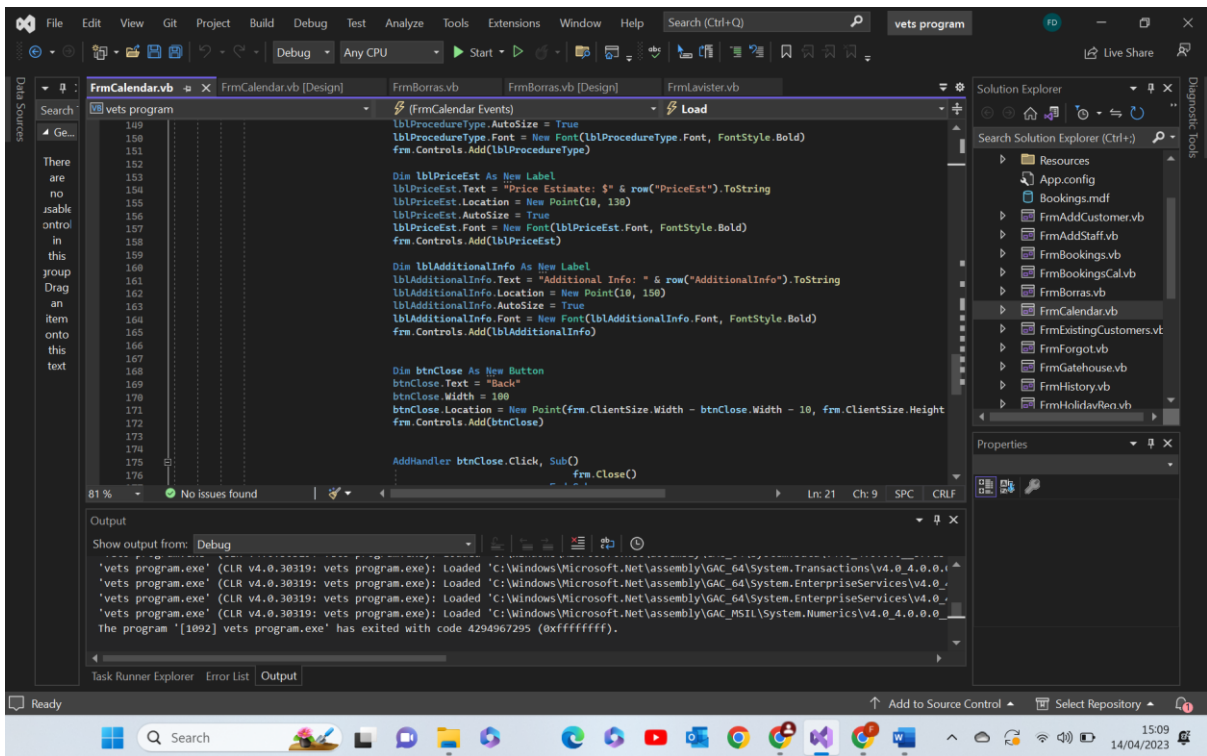 File Edit View Git Project Build Debug Test Analyze Tools Extensions Window Help Search (Ctrl+Q) vets program FD
Debug Any CPU Start Live Share
FrmCalendar.vb FrmCalendar.vb [Design] FrmBorras.vb FrmBorras.vb [Design] FrmLavister.vb
vets program (FrmCalendar Events) Load
149 lblProcedureType.AutoSize = True
150 lblProcedureType.Font = New Font(lblProcedureType.Font, FontStyle.Bold)
151 frm.Controls.Add(lblProcedureType)
152
153 Dim lblPriceEst As New Label
154 lblPriceEst.Text = "Price Estimate: $" & row("PriceEst").ToString
155 lblPriceEst.Location = New Point(10, 130)
156 lblPriceEst.AutoSize = True
157 lblPriceEst.Font = New Font(lblPriceEst.Font, FontStyle.Bold)
158 frm.Controls.Add(lblPriceEst)
159
160 Dim lblAdditionalInfo As New Label
161 lblAdditionalInfo.Text = "Additional Info: " & row("AdditionalInfo").ToString
162 lblAdditionalInfo.Location = New Point(10, 150)
163 lblAdditionalInfo.AutoSize = True
164 lblAdditionalInfo.Font = New Font(lblAdditionalInfo.Font, FontStyle.Bold)
165 frm.Controls.Add(lblAdditionalInfo)
166
167
168 Dim btnClose As New Button
169 btnClose.Text = "Back"
170 btnClose.Width = 100
171 btnClose.Location = New Point(frm.ClientSize.Width - btnClose.Width - 10, frm.ClientSize.Height
172 frm.Controls.Add(btnClose)
173
174
175 AddHandler btnClose.Click, Sub()
176 frm.Close()
81 % No issues found Ln: 21 Ch: 9 SPC CRLF
Data Sources
Search
Ge...
There
are
no
usable
ontrol
in
this
group
Drag
an
item
onto
this
text
Solution Explorer
Search Solution Explorer (Ctrl+;)
Resources
App.config
Bookings.mdf
FrmAddCustomer.vb
FrmAddStaff.vb
FrmBookings.vb
FrmBookingsCal.vb
FrmBorras.vb
FrmCalendar.vb
FrmExistingCustomers.vb
FrmForgot.vb
FrmGatehouse.vb
FrmHistory.vb
FrmHolidayReq.vb
Diagnostic Tools
Properties
Output
Show output from: Debug
'vets program.exe' (CLR v4.0.30319: vets program.exe): Loaded 'C:\Windows\Microsoft.Net\assembly\GAC_64\System.Transactions\v4.0_4.0.0.
'vets program.exe' (CLR v4.0.30319: vets program.exe): Loaded 'C:\Windows\Microsoft.Net\assembly\GAC_64\System.EnterpriseServices\v4.0_
'vets program.exe' (CLR v4.0.30319: vets program.exe): Loaded 'C:\Windows\Microsoft.Net\assembly\GAC_64\System.EnterpriseServices\v4.0_
'vets program.exe' (CLR v4.0.30319: vets program.exe): Loaded 'C:\Windows\Microsoft.Net\assembly\GAC_MSIL\System.Numerics\v4.0_4.0.0.0_
The program '[1092] vets program.exe' has exited with code 4294967295 (0xffffffff).
Task Runner Explorer Error List Output
Ready Add to Source Control Select Repository 1
Search 15:09
14/04/2023